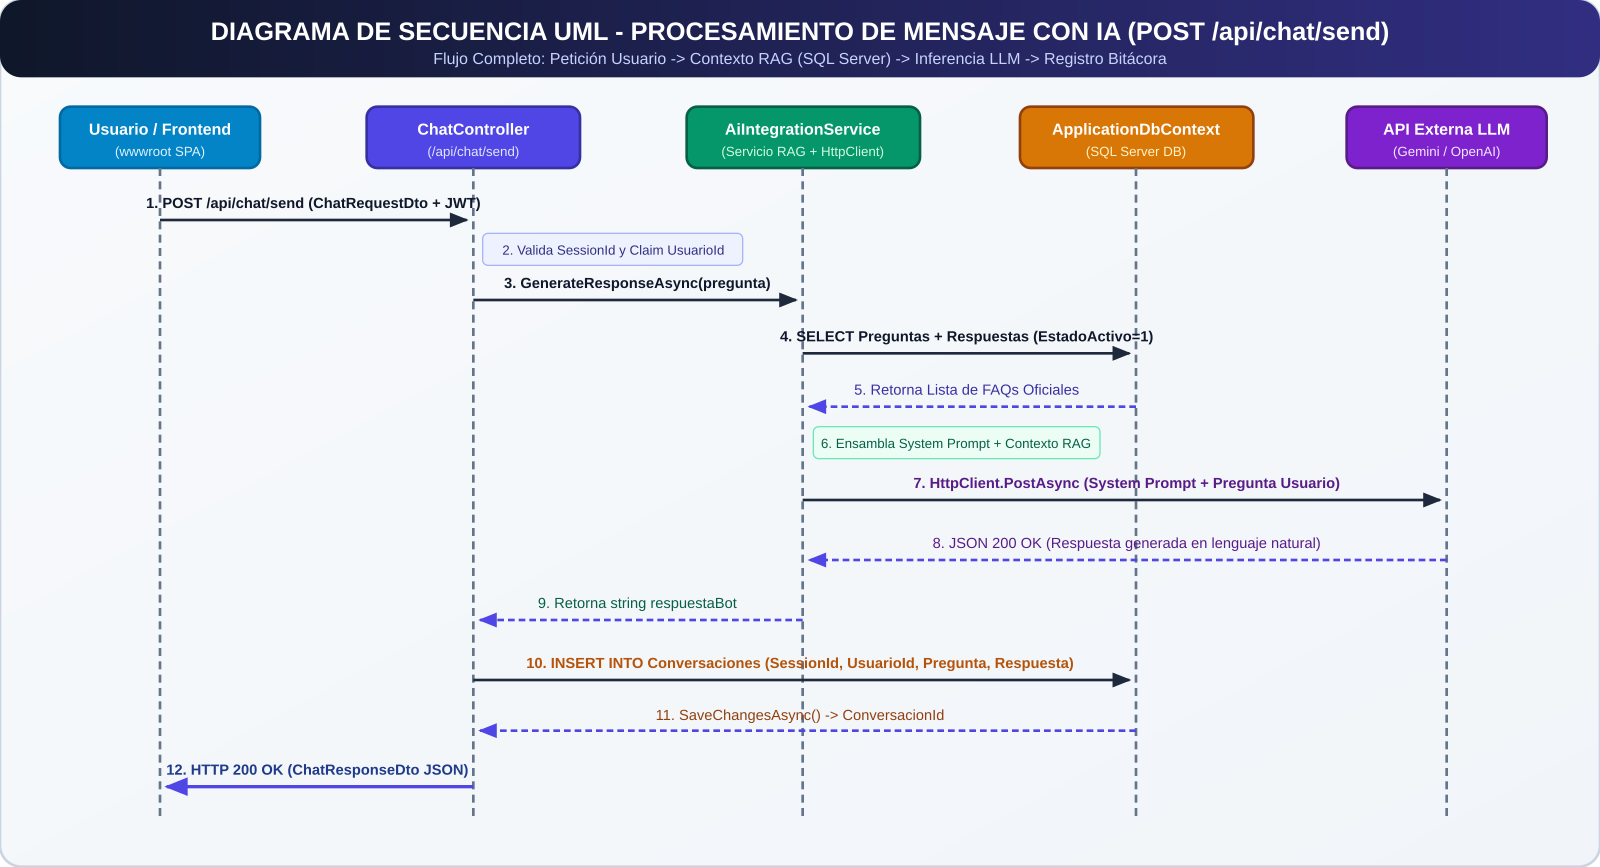 DIAGRAMA DE SECUENCIA UML - PROCESAMIENTO DE MENSAJE CON IA (POST /api/chat/send)
Flujo Completo: Petición Usuario -> Contexto RAG (SQL Server) -> Inferencia LLM -> Registro Bitácora
Usuario / Frontend
(wwwroot SPA)
ChatController
(/api/chat/send)
AiIntegrationService
(Servicio RAG + HttpClient)
ApplicationDbContext
(SQL Server DB)
API Externa LLM
(Gemini / OpenAI)
1. POST /api/chat/send (ChatRequestDto + JWT)
2. Valida SessionId y Claim UsuarioId
3. GenerateResponseAsync(pregunta)
4. SELECT Preguntas + Respuestas (EstadoActivo=1)
5. Retorna Lista de FAQs Oficiales
6. Ensambla System Prompt + Contexto RAG
7. HttpClient.PostAsync (System Prompt + Pregunta Usuario)
8. JSON 200 OK (Respuesta generada en lenguaje natural)
9. Retorna string respuestaBot
10. INSERT INTO Conversaciones (SessionId, UsuarioId, Pregunta, Respuesta)
11. SaveChangesAsync() -> ConversacionId
12. HTTP 200 OK (ChatResponseDto JSON)